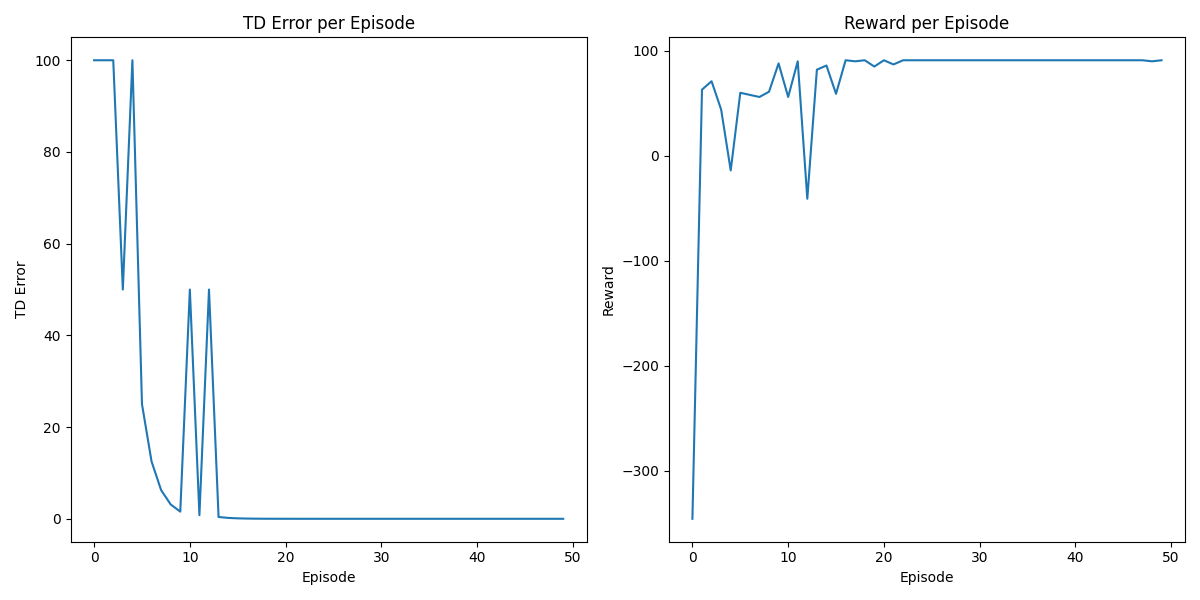 TD Error per Episode
TD Error
100
80
60
40
20
0
0 10 20 30 40 50
Episode
Reward per Episode
Reward
100
0
−100
−200
−300
0 10 20 30 40 50
Episode